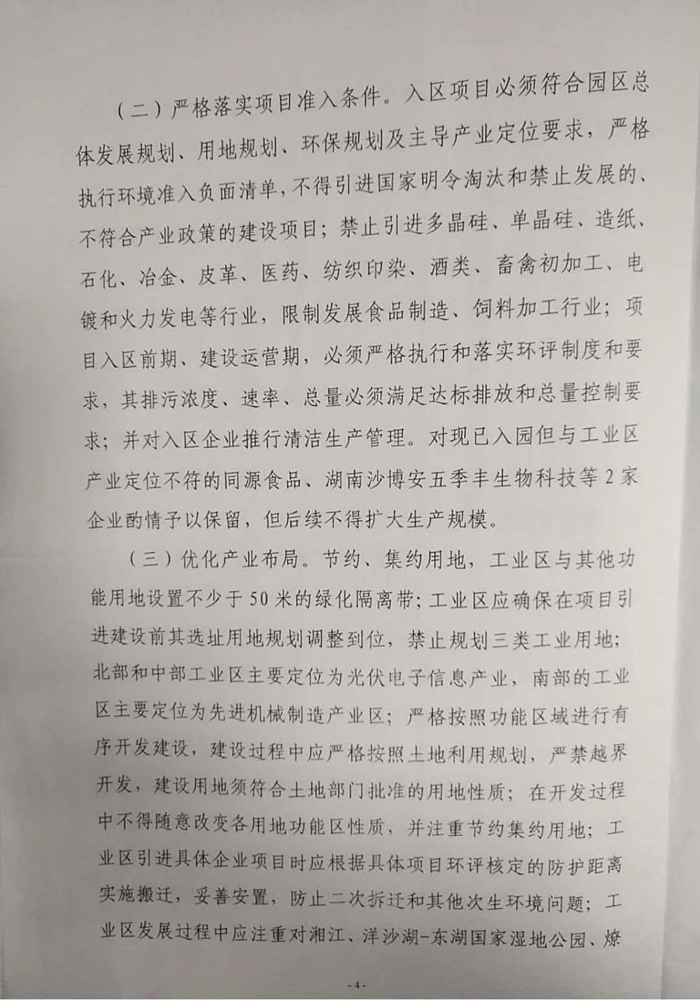 （二）严格落实项目准入条件。入区项目必须符合园区总
体发展规划、用地规划、环保规划及主导产业定位要求，严格
执行环境准入负面清单，不得引进国家明令淘汰和禁止发展的、
不符合产业政策的建设项目；禁止引进多晶硅、单晶硅、造纸、
石化、冶金、皮革、医药、纺织印染、酒类、畜禽初加工、电
镀和火力发电等行业，限制发展食品制造、饲料加工行业；项
目入区前期、建设运营期，必须严格执行和落实环评制度和要
求，其排污浓度、速率、总量必须满足达标排放和总量控制要
求；并对入区企业推行清洁生产管理。对现已入园但与工业区
产业定位不符的同源食品、湖南沙博安五季丰生物科技等2家
企业酌情予以保留，但后续不得扩大生产规模。
（三）优化产业布局。节约、集约用地，工业区与其他功
能用地设置不少于50米的绿化隔离带；工业区应确保在项目引
进建设前其选址用地规划调整到位，禁止规划三类工业用地；
北部和中部工业区主要定位为光伏电子信息产业，南部的工业
区主要定位为先进机械制造产业区；严格按照功能区域进行有
序开发建设，建设过程中应严格按照土地利用规划，严禁越界
开发，建设用地须符合土地部门批准的用地性质；在开发过程
中不得随意改变各用地功能区性质，并注重节约集约用地；工
业区引进具体企业项目时应根据具体项目环评核定的防护距离
实施搬迁，妥善安置，防止二次拆迁和其他次生环境问题；工
业区发展过程中应注重对湘江、洋沙湖-东湖国家湿地公园、燎
-4-